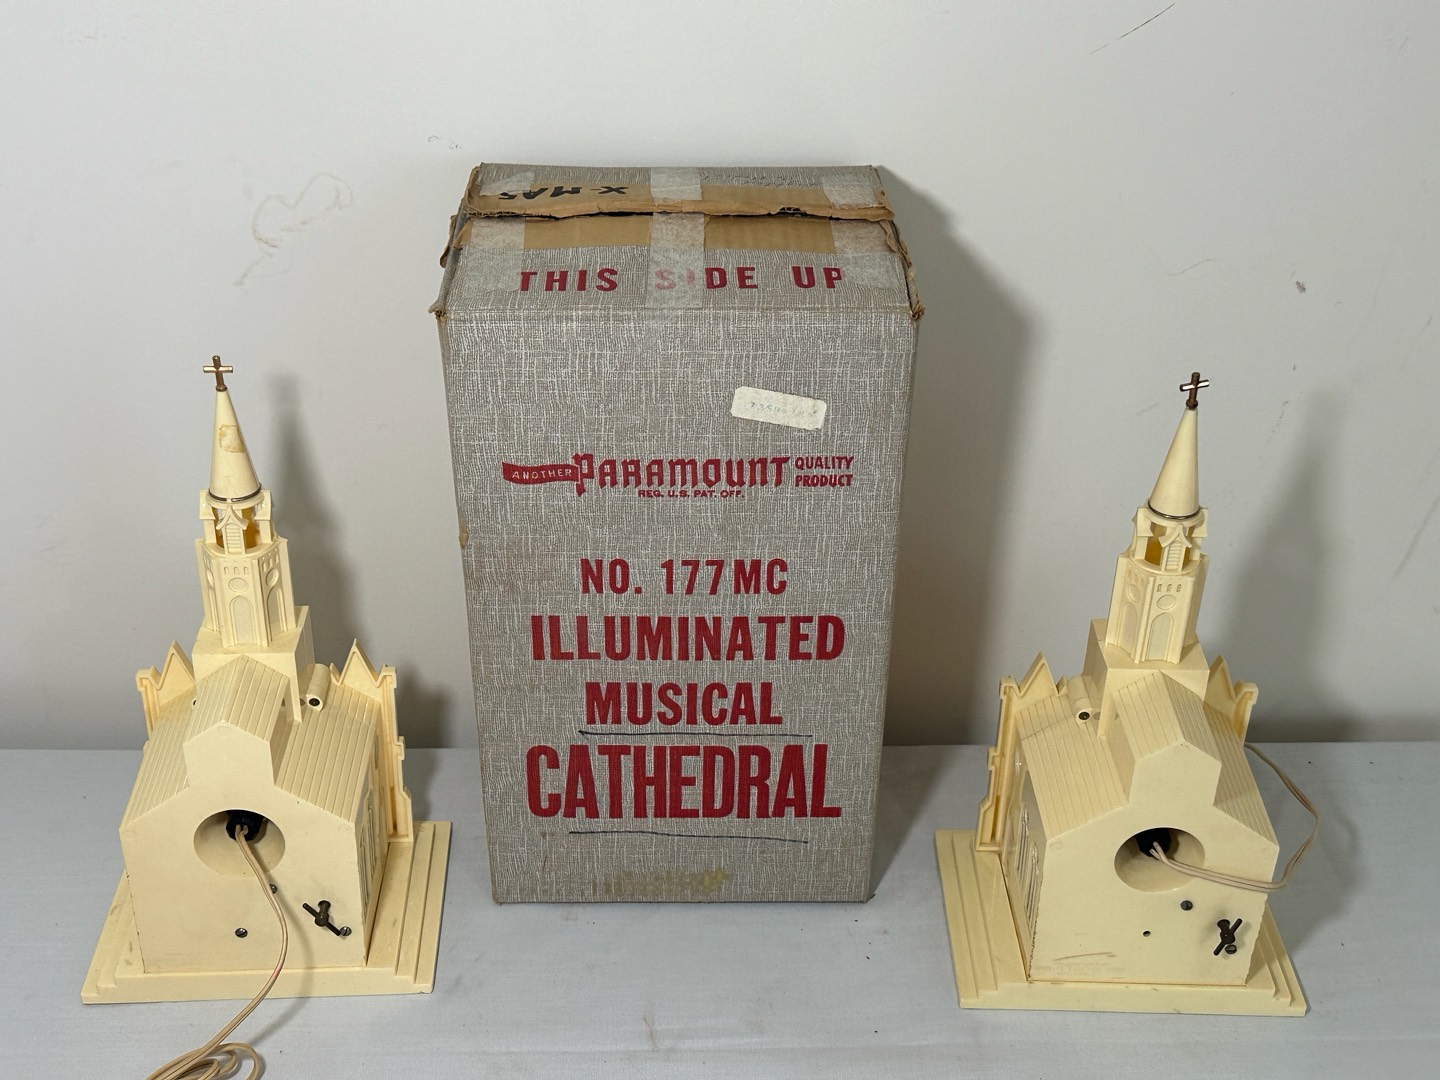 X-MAS
THIS SIDE UP
ANOTHER PARAMOUNT QUALITY PRODUCT
REG. U.S. PAT. OFF.
NO. 177MC
ILLUMINATED
MUSICAL
CATHEDRAL